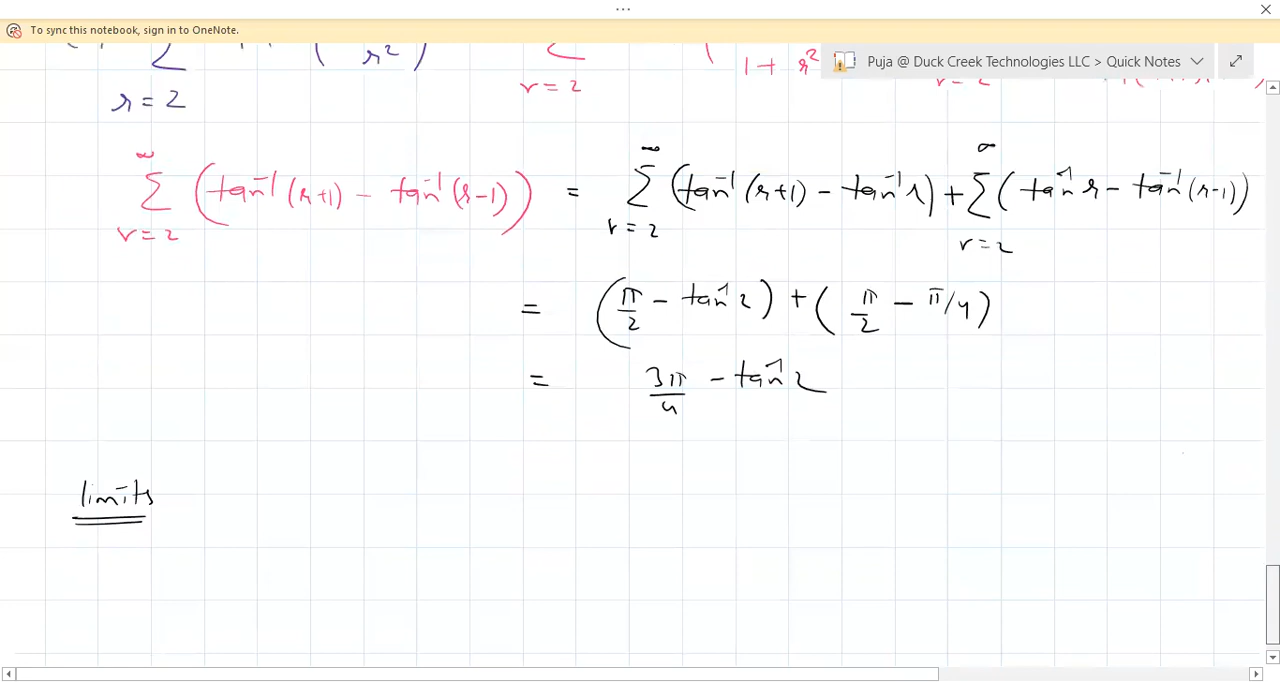 To sync this notebook, sign in to OneNote.
Puja @ Duck Creek Technologies LLC > Quick Notes
∑ ( r² ) ∑ ( 1 + r²
r = 2 r = 2 r = 2
∑_{r=2}^{∞} (tan⁻¹(r+1) - tan⁻¹(r-1)) = ∑_{r=2}^{∞} (tan⁻¹(r+1) - tan⁻¹ r) + ∑_{r=2}^{∞} (tan⁻¹ r - tan⁻¹(r-1))
= (π/2 - tan⁻¹ 2) + (π/2 - π/4)
= 3π/4 - tan⁻¹ 2
limits